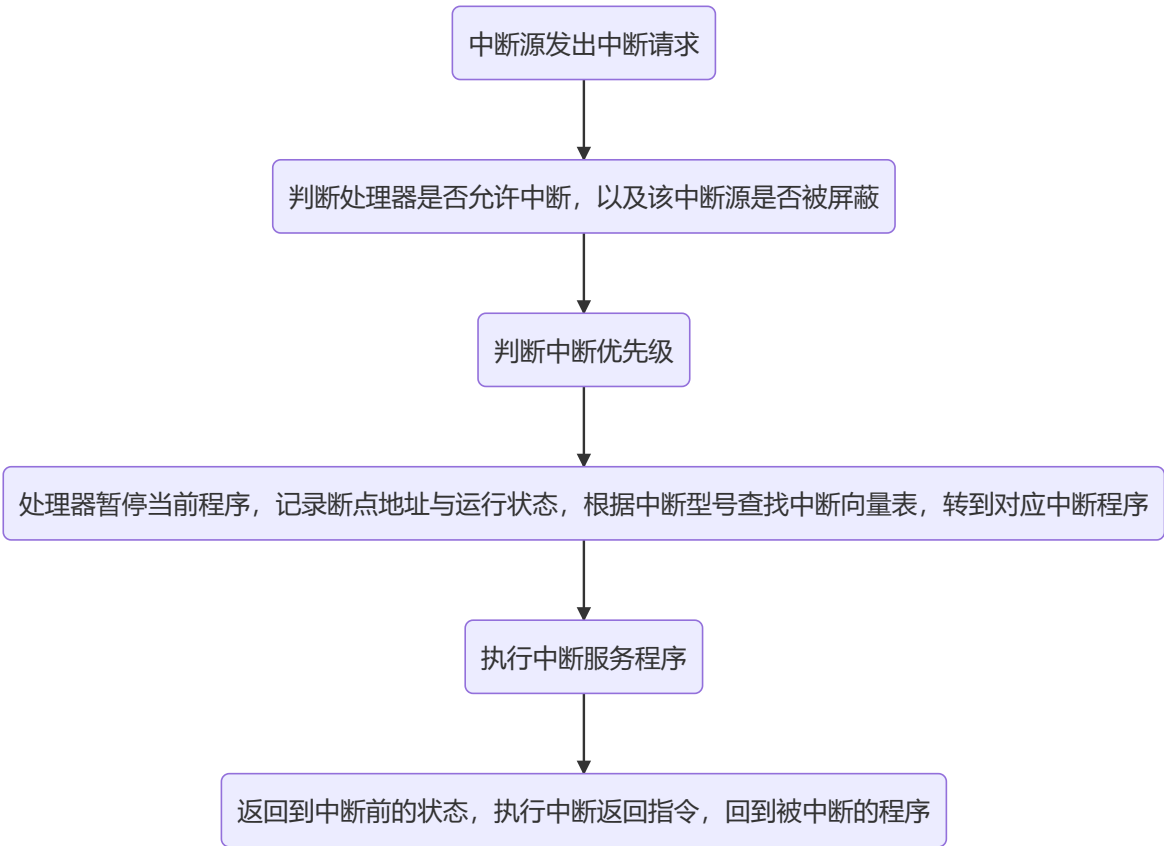 中断源发出中断请求
判断处理器是否允许中断，以及该中断源是否被屏蔽
判断中断优先级
处理器暂停当前程序，记录断点地址与运行状态，根据中断型号查找中断向量表，转到对应中断程序
执行中断服务程序
返回到中断前的状态，执行中断返回指令，回到被中断的程序